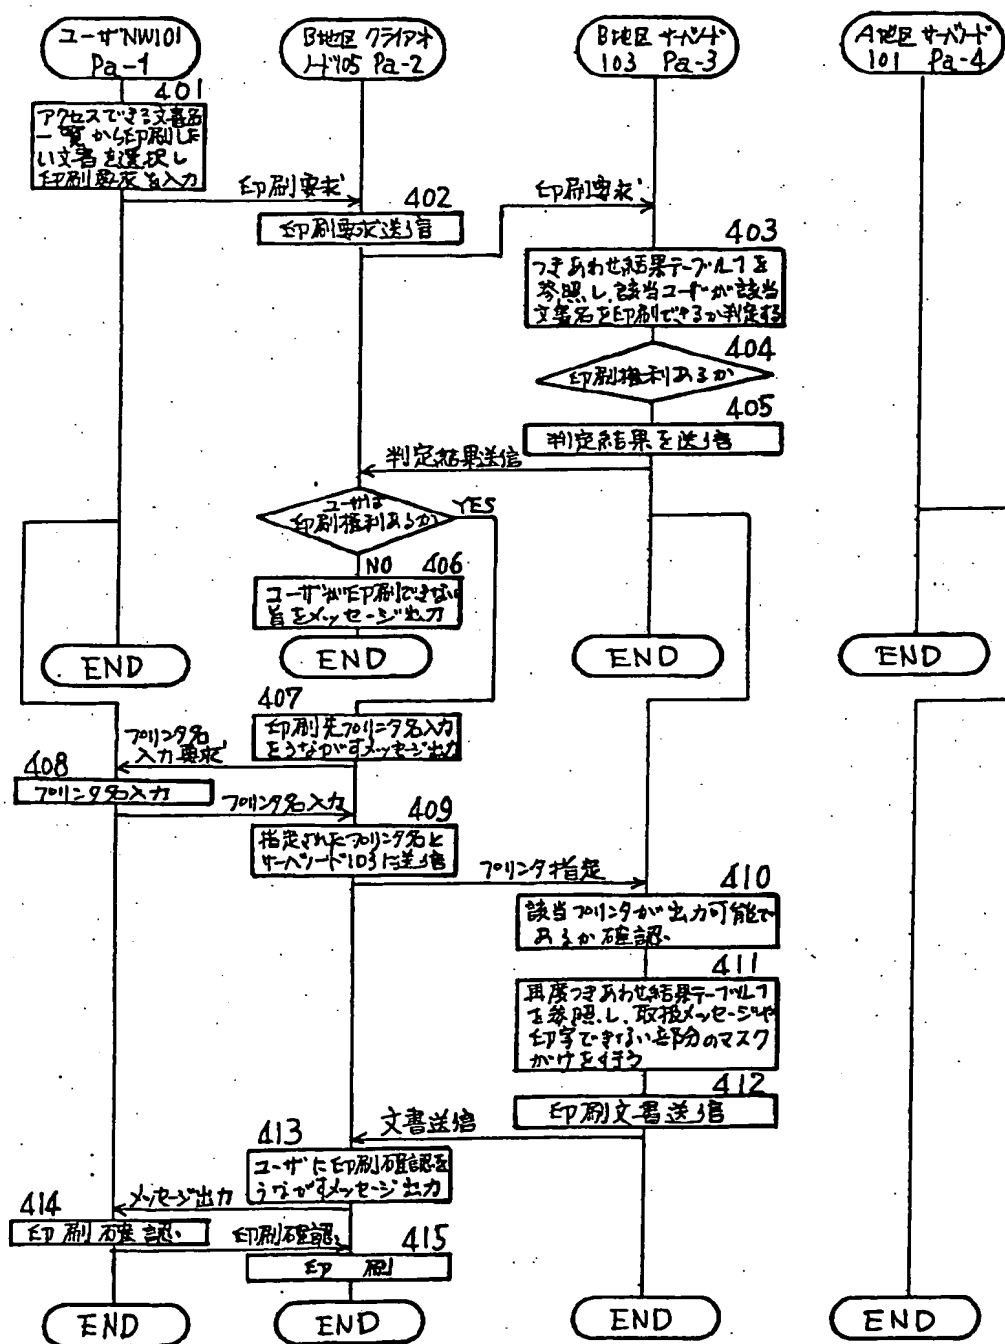 ユーザNW101
Pa-1
B地区 クライアント
ノード105 Pa-2
B地区 サーバノード
103 Pa-3
A地区 サーバノード
101 Pa-4
401
アクセスできる文書名
一覧から印刷した
い文書を選択し
印刷要求を入力
印刷要求
402
印刷要求送信
印刷要求
403
つきあわせ結果テーブル7を
参照し、該当ユーザが該当
文書名を印刷できるか判定する
404
印刷権利あるか
405
判定結果を送信
判定結果送信
ユーザは
印刷権利あるか
YES
NO
406
ユーザが印刷できない
旨をメッセージ出力
END
END
END
END
407
印刷先プリンタ名入力
をうながすメッセージ出力
プリンタ名
入力要求
408
プリンタ名入力
プリンタ名入力
409
指定されたプリンタ名を
サーバノード103に送信
プリンタ指定
410
該当プリンタが出力可能で
あるか確認
411
再度つきあわせ結果テーブル7
を参照し、取扱メッセージや
印字できない部分のマスク
がけを行う
412
印刷文書送信
文書送信
413
ユーザに印刷確認を
うながすメッセージ出力
メッセージ出力
414
印刷確認
印刷確認
415
印刷
END
END
END
END